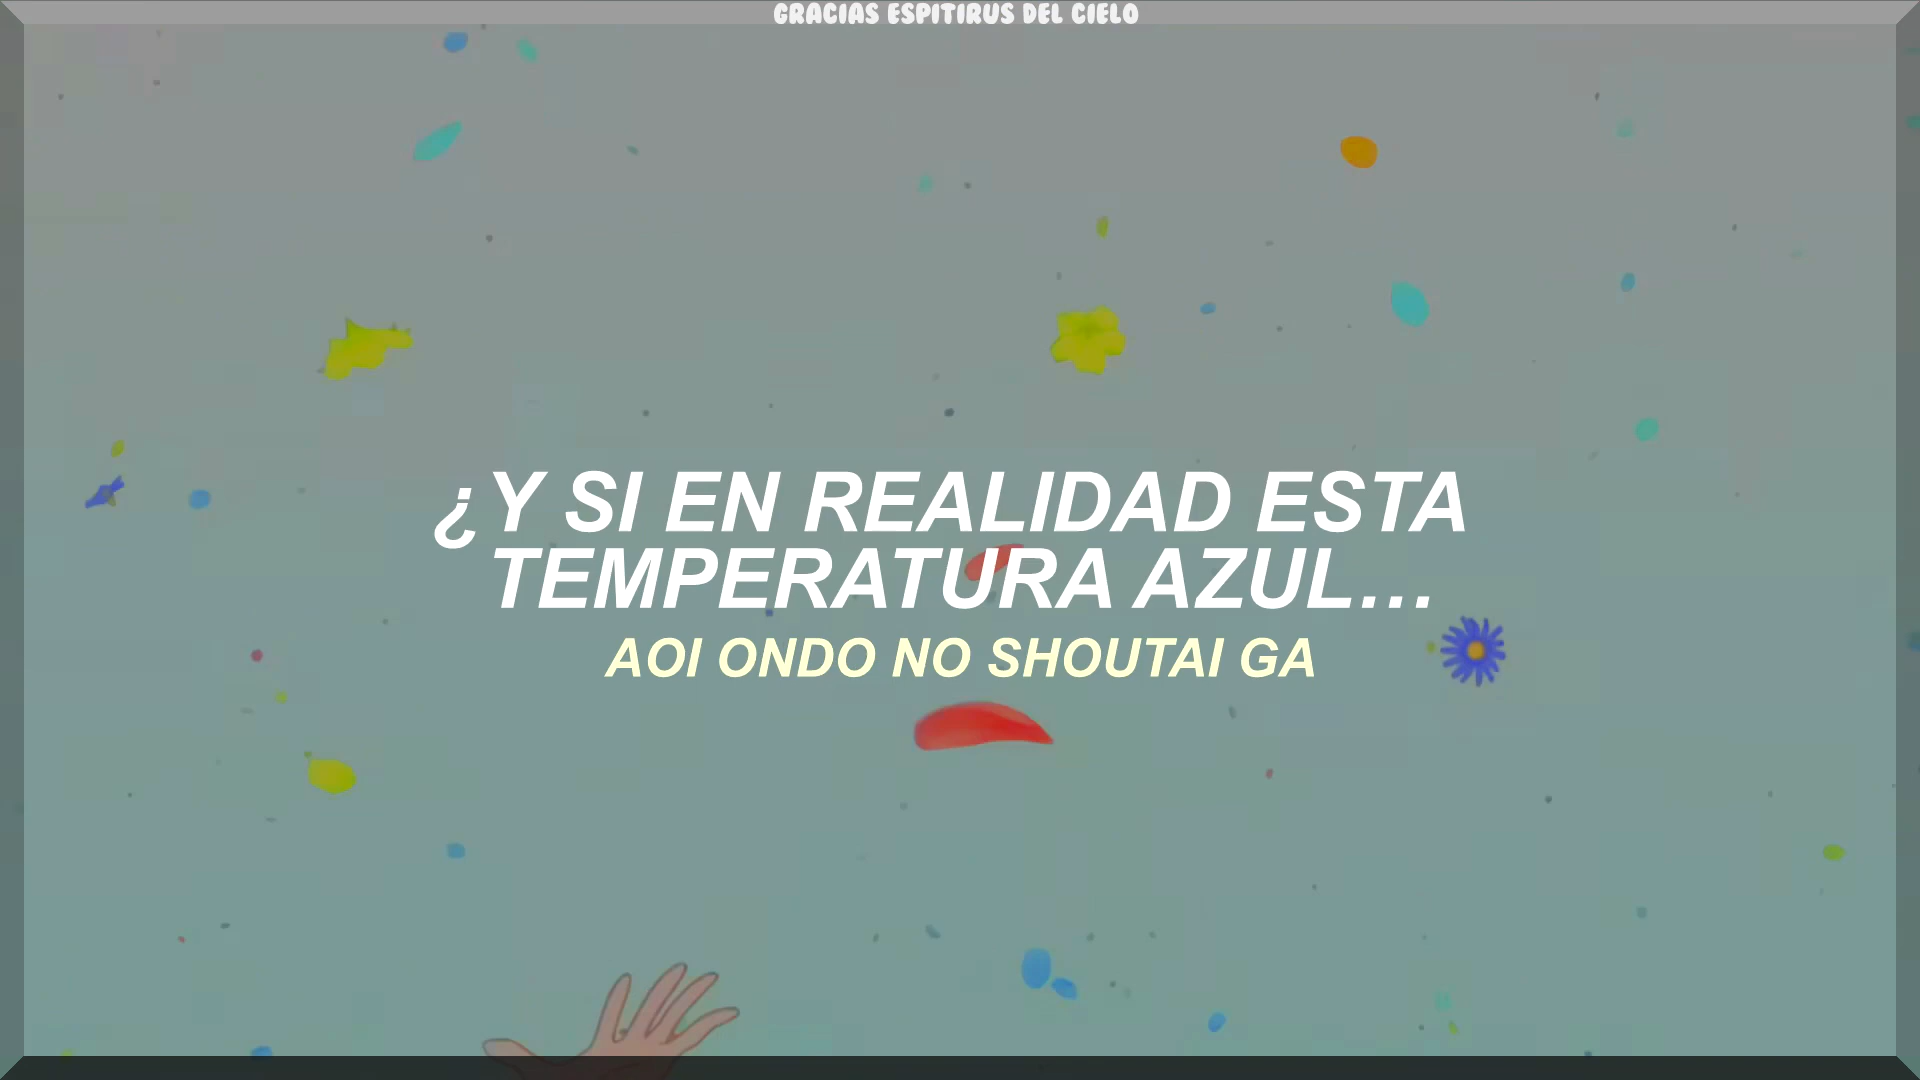 GRACIAS ESPITIRUS DEL CIELO
¿Y SI EN REALIDAD ESTA
TEMPERATURA AZUL...
AOI ONDO NO SHOUTAI GA